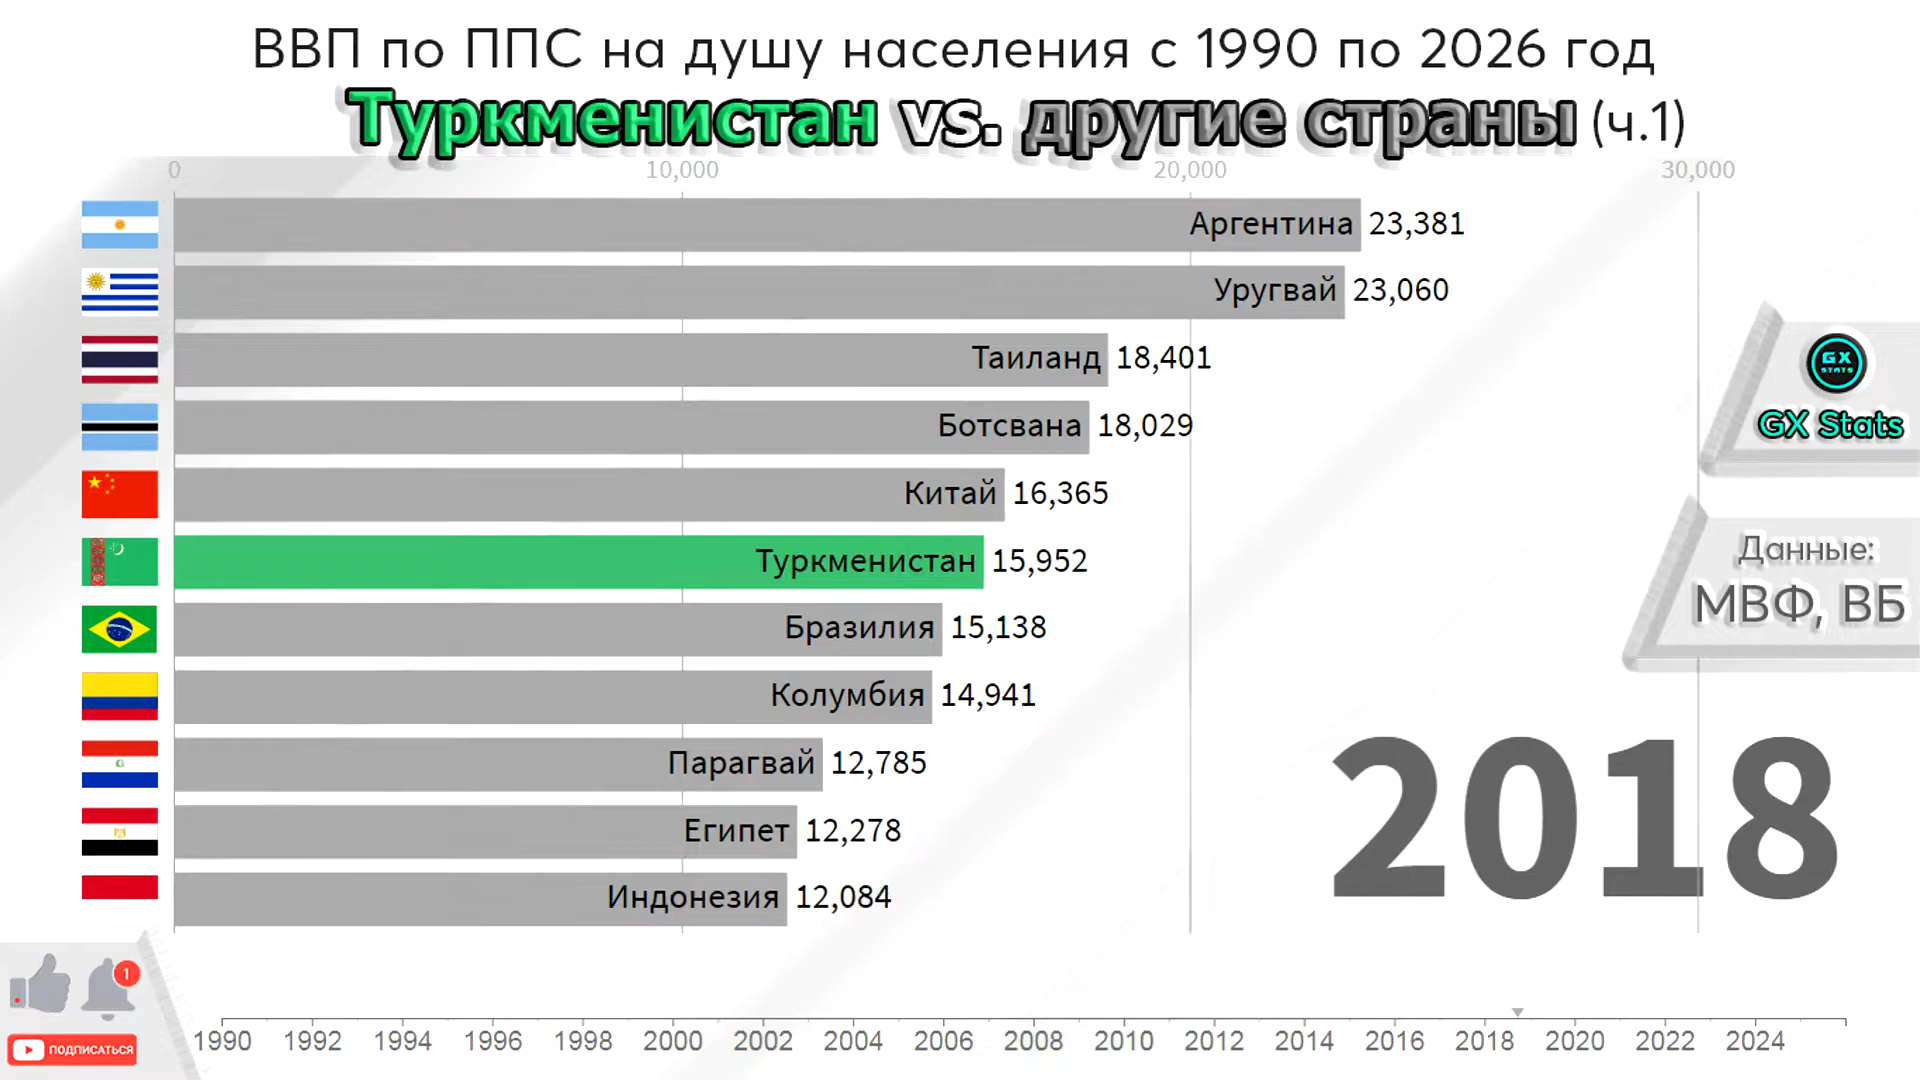 ВВП по ППС на душу населения с 1990 по 2026 год
Туркменистан vs. другие страны (ч.1)
0 10,000 20,000 30,000
Аргентина 23,381
Уругвай 23,060
Таиланд 18,401
Ботсвана 18,029
Китай 16,365
Туркменистан 15,952
Бразилия 15,138
Колумбия 14,941
Парагвай 12,785
Египет 12,278
Индонезия 12,084
GX
STATS
GX Stats
Данные:
МВФ, ВБ
2018
1
ПОДПИСАТЬСЯ
1990 1992 1994 1996 1998 2000 2002 2004 2006 2008 2010 2012 2014 2016 2018 2020 2022 2024